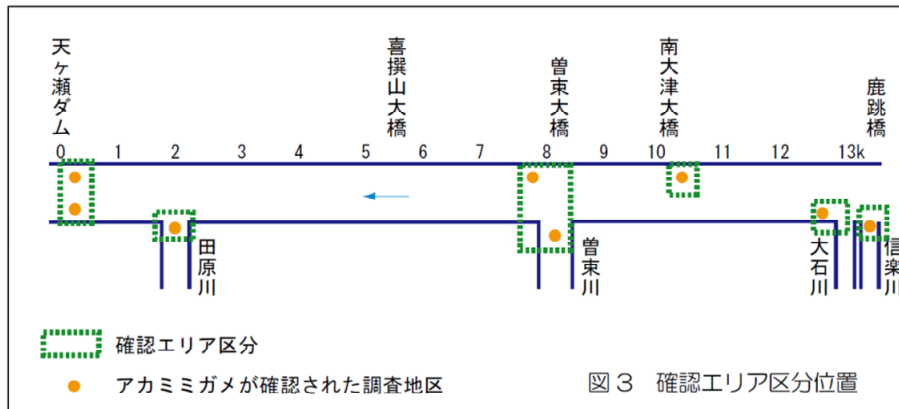 天ヶ瀬ダム
喜撰山大橋
曽束大橋
南大津大橋
鹿跳橋
0 1 2 3 4 5 6 7 8 9 10 11 12 13k
田原川
曽束川
大石川
信楽川
確認エリア区分
アカミミガメが確認された調査地区
図3 確認エリア区分位置